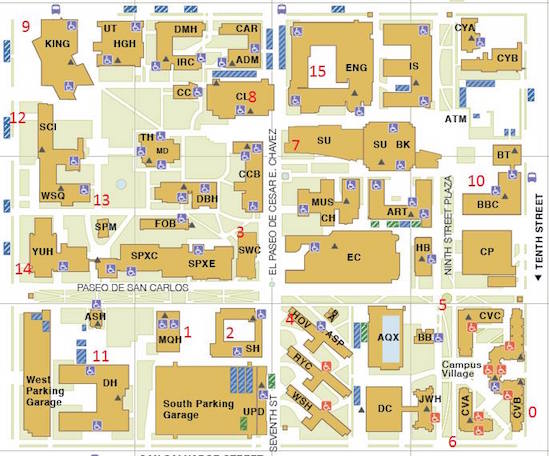 9
KING
UT
HGH
DMH
CAR
IRC
ADM
CC
CL
8
15
ENG
IS
CYA
CYB
ATM
12
SCI
TH
MD
7
SU
SU BK
BT
CCB
WSQ
13
DBH
10
BBC
MUS
CH
ART
EL PASEO DE CESAR E. CHAVEZ
NINTH STREET PLAZA
TENTH STREET
SPM
FOB
3
SWC
YUH
14
SPXC
SPXE
EC
HB
CP
PASEO DE SAN CARLOS
ASH
1
MQH
2
SH
4
HOV
ASP
5
AQX
BB
CVC
RYC
Campus
Village
11
DH
West
Parking
Garage
South Parking
Garage
UPD
SEVENTH ST
WSH
DC
JWH
CVA
CVB
0
6